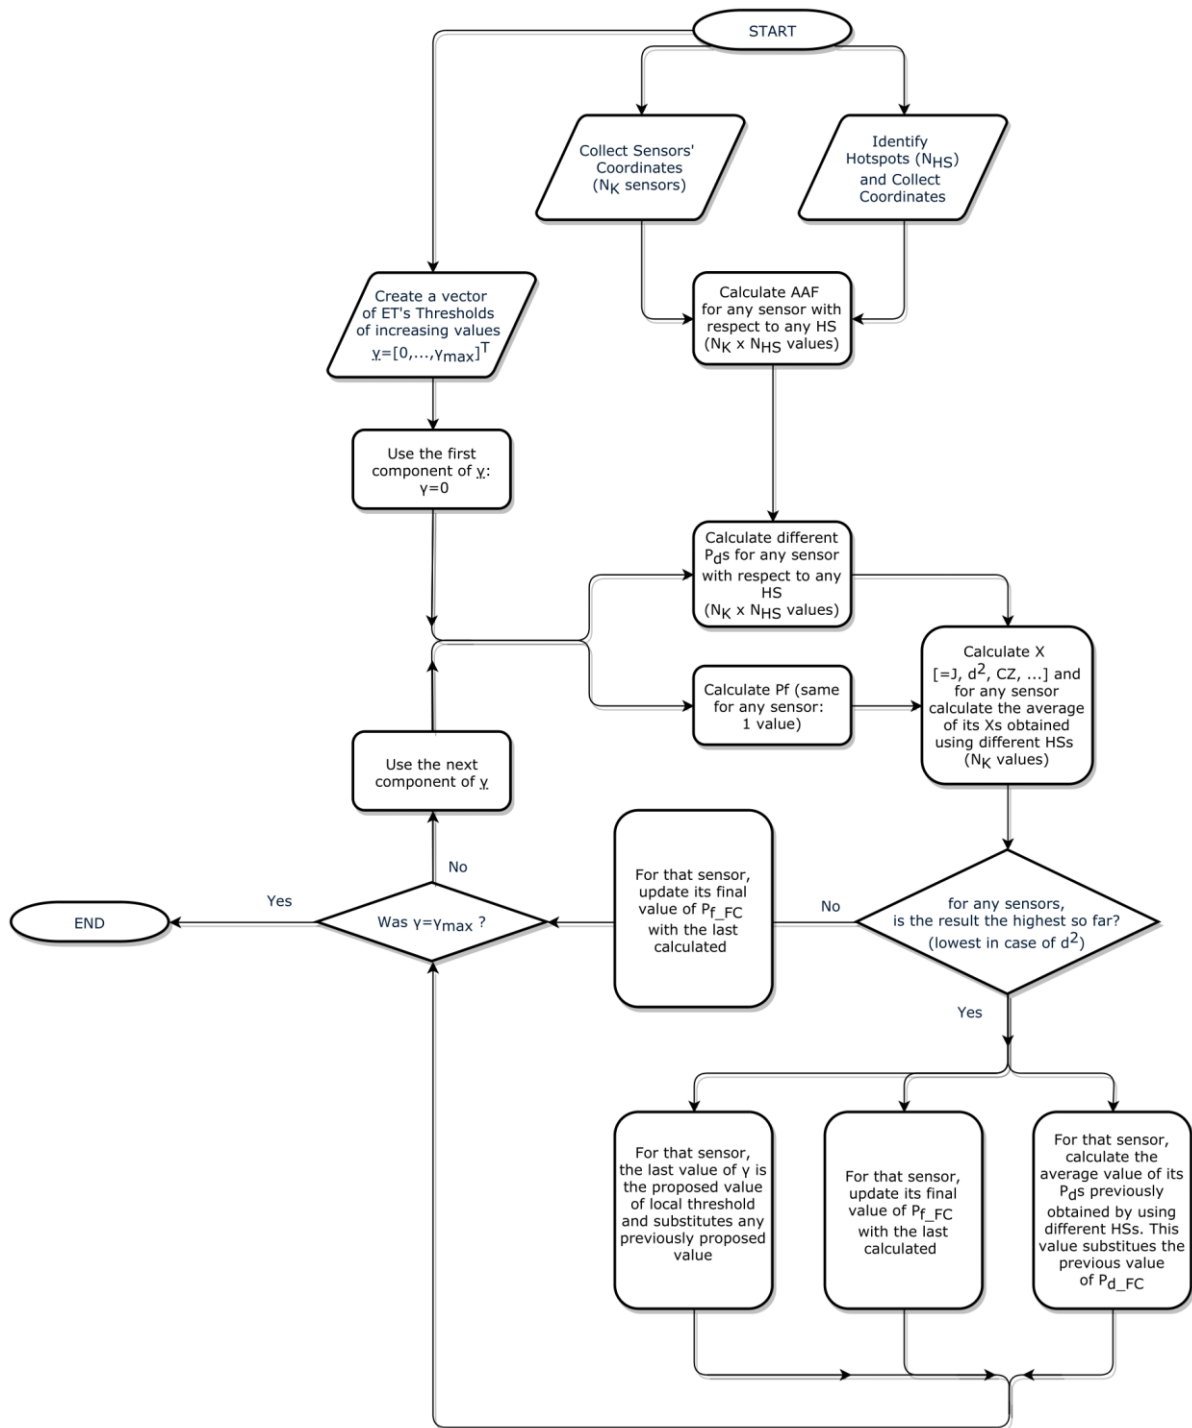 START
Collect Sensors'
Coordinates
(NK sensors)
Identify
Hotspots (NHS)
and Collect
Coordinates
Create a vector
of ET's Thresholds
of increasing values
γ=[0,...,γmax]T
Calculate AAF
for any sensor with
respect to any HS
(NK x NHS values)
Use the first
component of γ:
γ=0
Calculate different
Pds for any sensor
with respect to any
HS
(NK x NHS values)
Calculate Pf (same
for any sensor:
1 value)
Calculate X
[=J, d2, CZ, ...] and
for any sensor
calculate the average
of its Xs obtained
using different HSs
(NK values)
Use the next
component of γ
No
Yes
END
Was γ=γmax ?
For that sensor,
update its final
value of Pf_FC
with the last
calculated
No
for any sensors,
is the result the highest so far?
(lowest in case of d2)
Yes
For that sensor,
the last value of γ is
the proposed value
of local threshold
and substitutes any
previously proposed
value
For that sensor,
update its final
value of Pf_FC
with the last
calculated
For that sensor,
calculate the
average value of its
Pds previously
obtained by using
different HSs. This
value substitues the
previous value
of Pd_FC